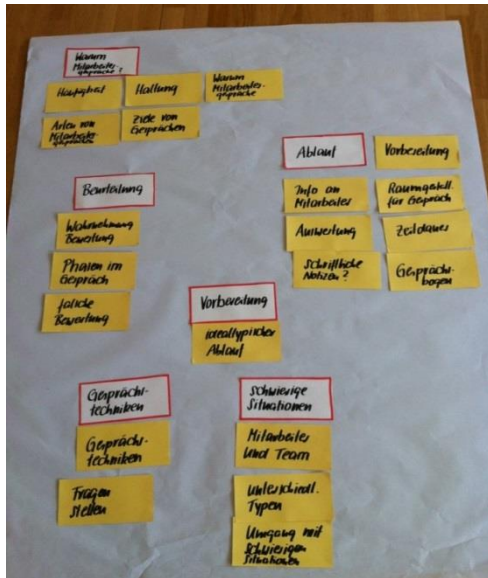 Warum
Mitarbeiter-
gespräche?
Häufigkeit
Haltung
Warum
Mitarbeiter-
gespräche
Arten von
Mitarbeiter-
gesprächen
Ziele von
Gesprächen
Beurteilung
Wahrnehmung
Bewertung
Phasen im
Gespräch
falsche
Bewertung
Ablauf
Vorbereitung
Info an
Mitarbeiter
Raumgestalt.
für Gespräch
Auswertung
Zeitdauer
Schriftliche
Notizen?
Gesprächs-
bogen
Vorbereitung
idealtypischer
Ablauf
Gesprächs-
techniken
Gesprächs-
techniken
Fragen
stellen
Schwierige
Situationen
Mitarbeiter
und Team
unterschiedl.
Typen
Umgang mit
schwierigen
Situationen